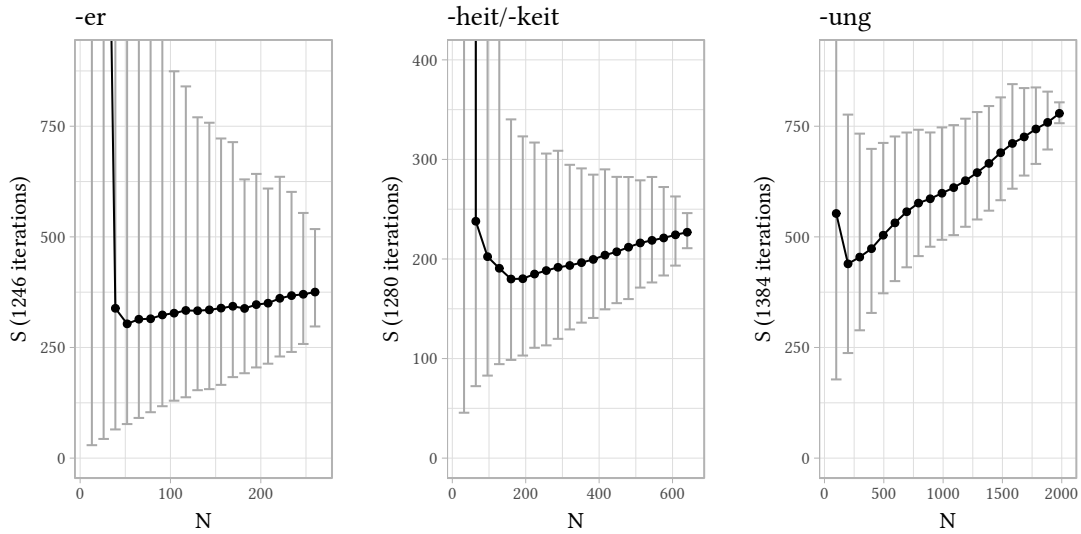 -er
S (1246 iterations)
750
500
250
0
0 100 200
N
-heit/-keit
S (1280 iterations)
400
300
200
100
0
0 200 400 600
N
-ung
S (1384 iterations)
750
500
250
0
0 500 1000 1500 2000
N